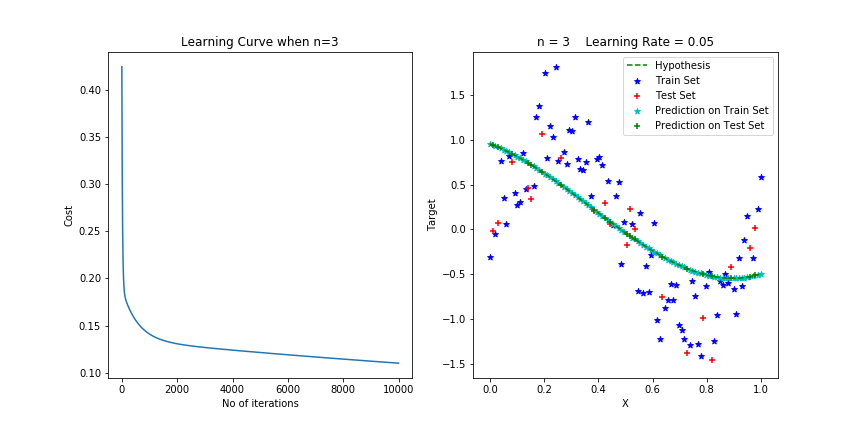 Learning Curve when n=3
0.40
0.35
0.30
0.25
0.20
0.15
0.10
Cost
0
2000
4000
6000
8000
10000
No of iterations
n = 3    Learning Rate = 0.05
Hypothesis
Train Set
Test Set
Prediction on Train Set
Prediction on Test Set
1.5
1.0
0.5
0.0
−0.5
−1.0
−1.5
Target
0.0
0.2
0.4
0.6
0.8
1.0
X